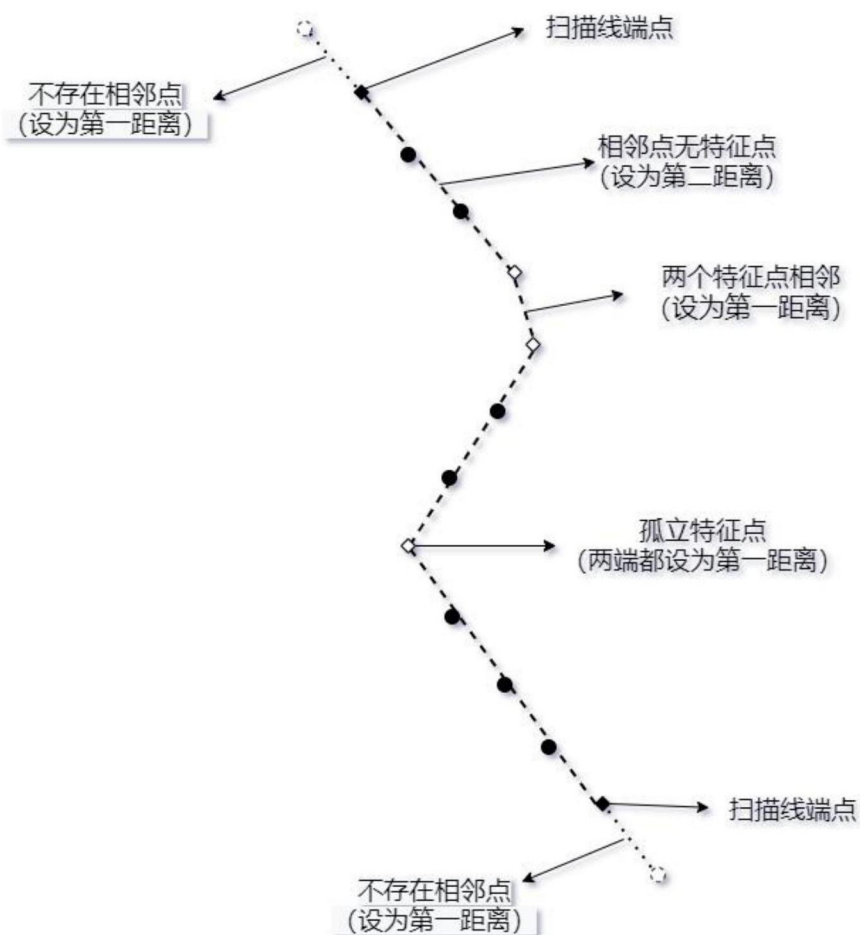 扫描线端点
不存在相邻点
(设为第一距离)
相邻点无特征点
(设为第二距离)
两个特征点相邻
(设为第一距离)
孤立特征点
(两端都设为第一距离)
扫描线端点
不存在相邻点
(设为第一距离)